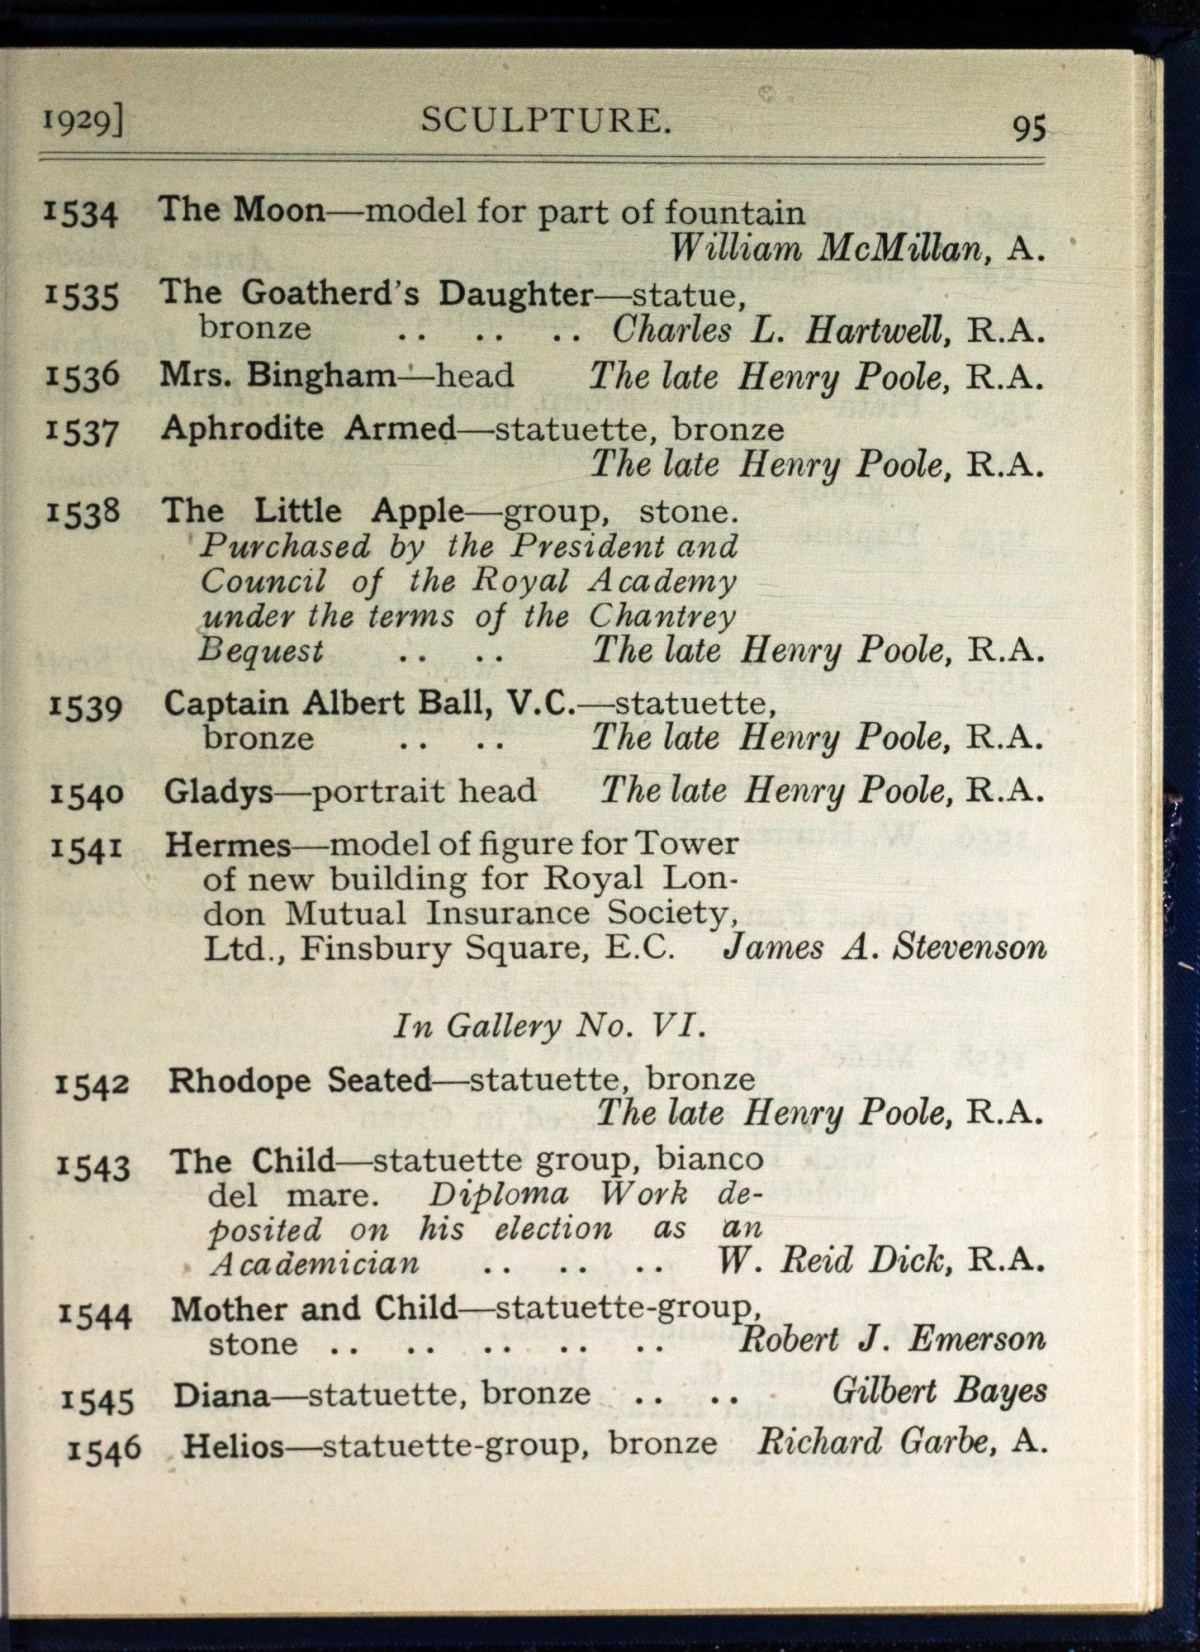 1929] SCULPTURE. 95
1534 The Moon—model for part of fountain
William McMillan, A.
1535 The Goatherd's Daughter—statue,
bronze .. .. .. Charles L. Hartwell, R.A.
1536 Mrs. Bingham—head The late Henry Poole, R.A.
1537 Aphrodite Armed—statuette, bronze
The late Henry Poole, R.A.
1538 The Little Apple—group, stone.
Purchased by the President and
Council of the Royal Academy
under the terms of the Chantrey
Bequest .. .. The late Henry Poole, R.A.
1539 Captain Albert Ball, V.C.—statuette,
bronze .. .. The late Henry Poole, R.A.
1540 Gladys—portrait head The late Henry Poole, R.A.
1541 Hermes—model of figure for Tower
of new building for Royal Lon-
don Mutual Insurance Society,
Ltd., Finsbury Square, E.C. James A. Stevenson
In Gallery No. VI.
1542 Rhodope Seated—statuette, bronze
The late Henry Poole, R.A.
1543 The Child—statuette group, bianco
del mare. Diploma Work de-
posited on his election as an
Academician .. .. .. W. Reid Dick, R.A.
1544 Mother and Child—statuette-group,
stone .. .. .. .. .. Robert J. Emerson
1545 Diana—statuette, bronze .. .. Gilbert Bayes
1546 Helios—statuette-group, bronze Richard Garbe, A.